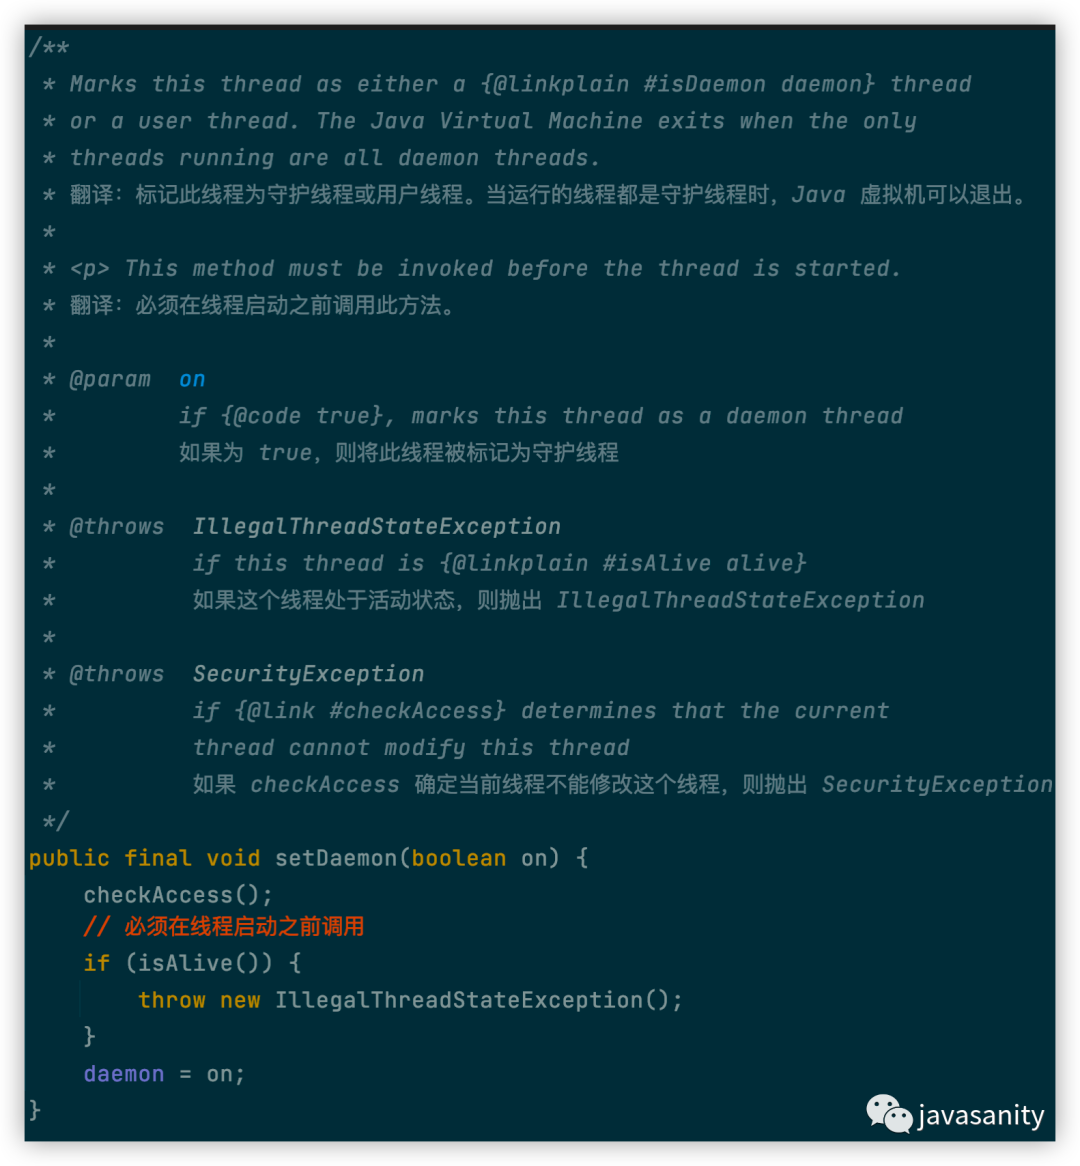 /**
 * Marks this thread as either a {@linkplain #isDaemon daemon} thread
 * or a user thread. The Java Virtual Machine exits when the only
 * threads running are all daemon threads.
 * 翻译：标记此线程为守护线程或用户线程。当运行的线程都是守护线程时，Java 虚拟机可以退出。
 *
 * <p> This method must be invoked before the thread is started.
 * 翻译：必须在线程启动之前调用此方法。
 *
 * @param  on
 *         if {@code true}, marks this thread as a daemon thread
 *         如果为 true，则将此线程被标记为守护线程
 *
 * @throws  IllegalThreadStateException
 *          if this thread is {@linkplain #isAlive alive}
 *          如果这个线程处于活动状态，则抛出 IllegalThreadStateException
 *
 * @throws  SecurityException
 *          if {@link #checkAccess} determines that the current
 *          thread cannot modify this thread
 *          如果 checkAccess 确定当前线程不能修改这个线程，则抛出 SecurityException
 */
public final void setDaemon(boolean on) {
    checkAccess();
    // 必须在线程启动之前调用
    if (isAlive()) {
        throw new IllegalThreadStateException();
    }
    daemon = on;
}
javasanity